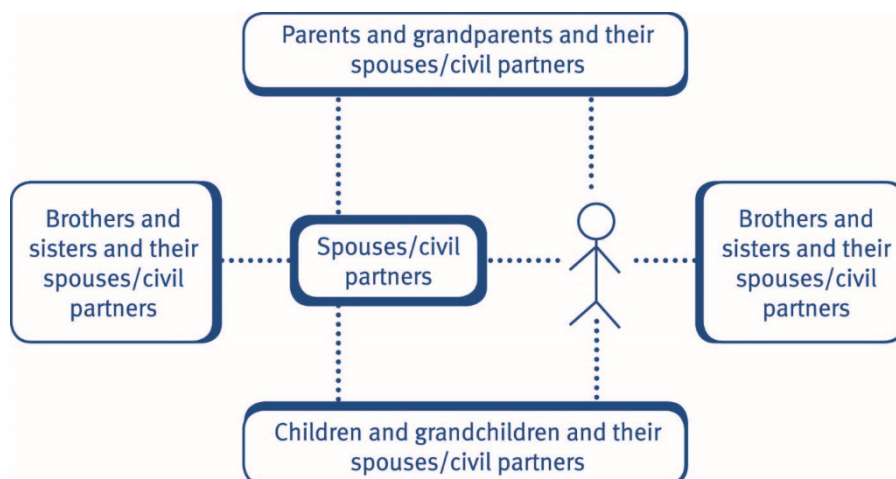 Parents and grandparents and their
spouses/civil partners
Brothers and
sisters and their
spouses/civil
partners
Spouses/civil
partners
Brothers and
sisters and their
spouses/civil
partners
Children and grandchildren and their
spouses/civil partners